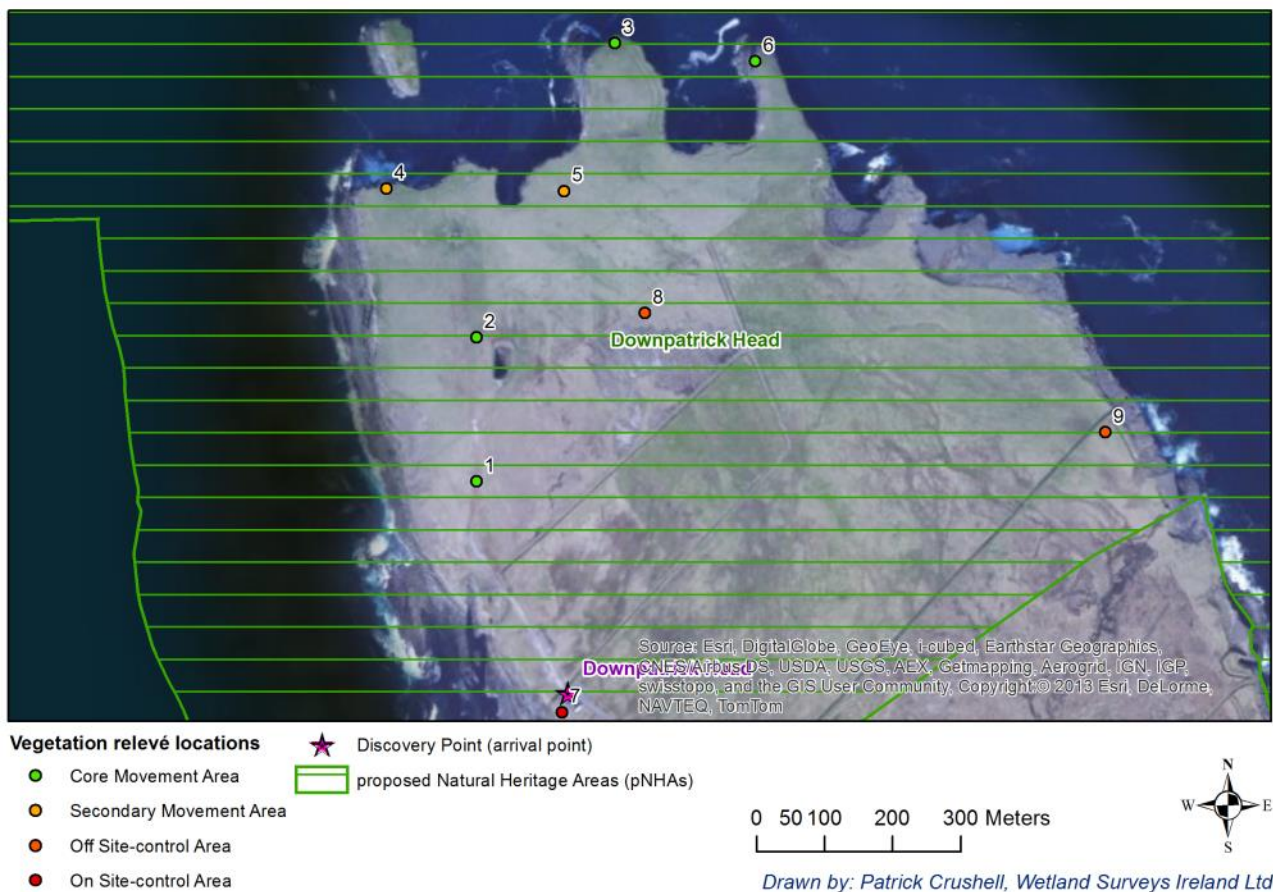 3
6
4
5
8
2
Downpatrick Head
9
1
Source: Esri, DigitalGlobe, GeoEye, i-cubed, Earthstar Geographics,
CNES/Airbus DS, USDA, USGS, AEX, Getmapping, Aerogrid, IGN, IGP,
swisstopo, and the GIS User Community, Copyright:© 2013 Esri, DeLorme,
NAVTEQ, TomTom
Downpatrick Head
7
Vegetation relevé locations
Core Movement Area
Secondary Movement Area
Off Site-control Area
On Site-control Area
Discovery Point (arrival point)
proposed Natural Heritage Areas (pNHAs)
0 50 100 200 300 Meters
N
W E
S
Drawn by: Patrick Crushell, Wetland Surveys Ireland Ltd